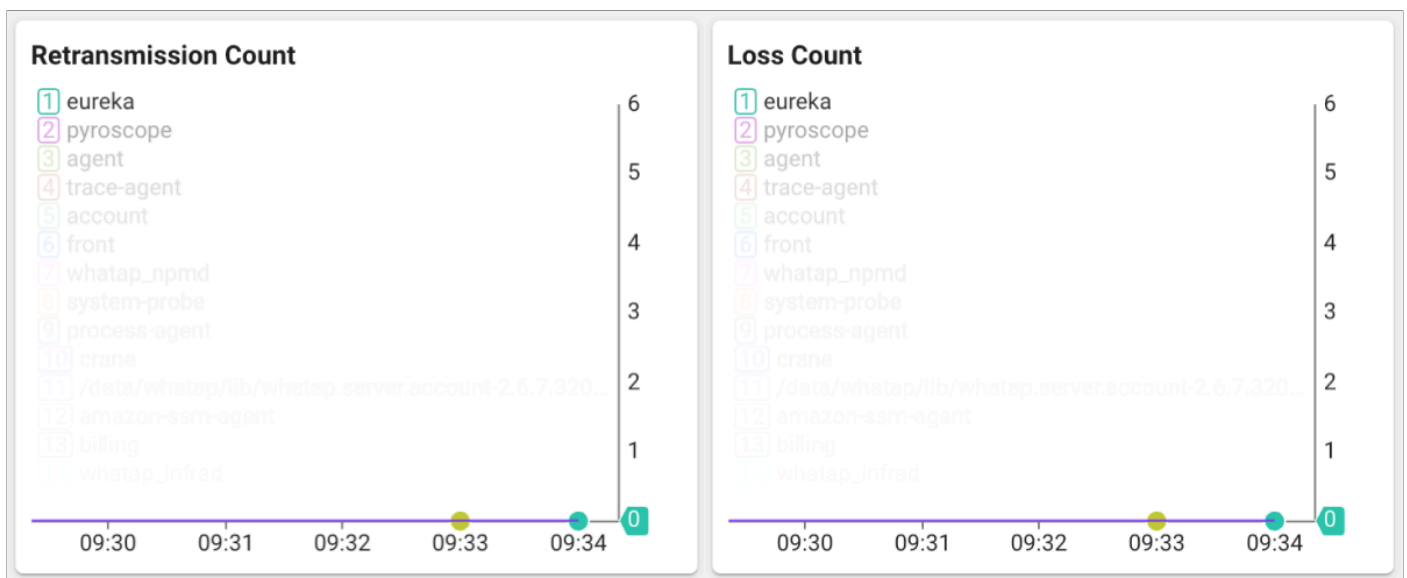 Retransmission Count
1 eureka
2 pyroscope
3 agent
4 trace-agent
5 account
6 front
7 whatap_npmd
8 system-probe
9 process-agent
10 crane
11 /data/whatap/lib/whatap.server.account-2.6.7.320...
12 amazon-ssm-agent
13 billing
whatap_infrad
6
5
4
3
2
1
0
09:30 09:31 09:32 09:33 09:34
Loss Count
1 eureka
2 pyroscope
3 agent
4 trace-agent
5 account
6 front
7 whatap_npmd
8 system-probe
9 process-agent
10 crane
11 /data/whatap/lib/whatap.server.account-2.6.7.320...
12 amazon-ssm-agent
13 billing
whatap_infrad
6
5
4
3
2
1
0
09:30 09:31 09:32 09:33 09:34